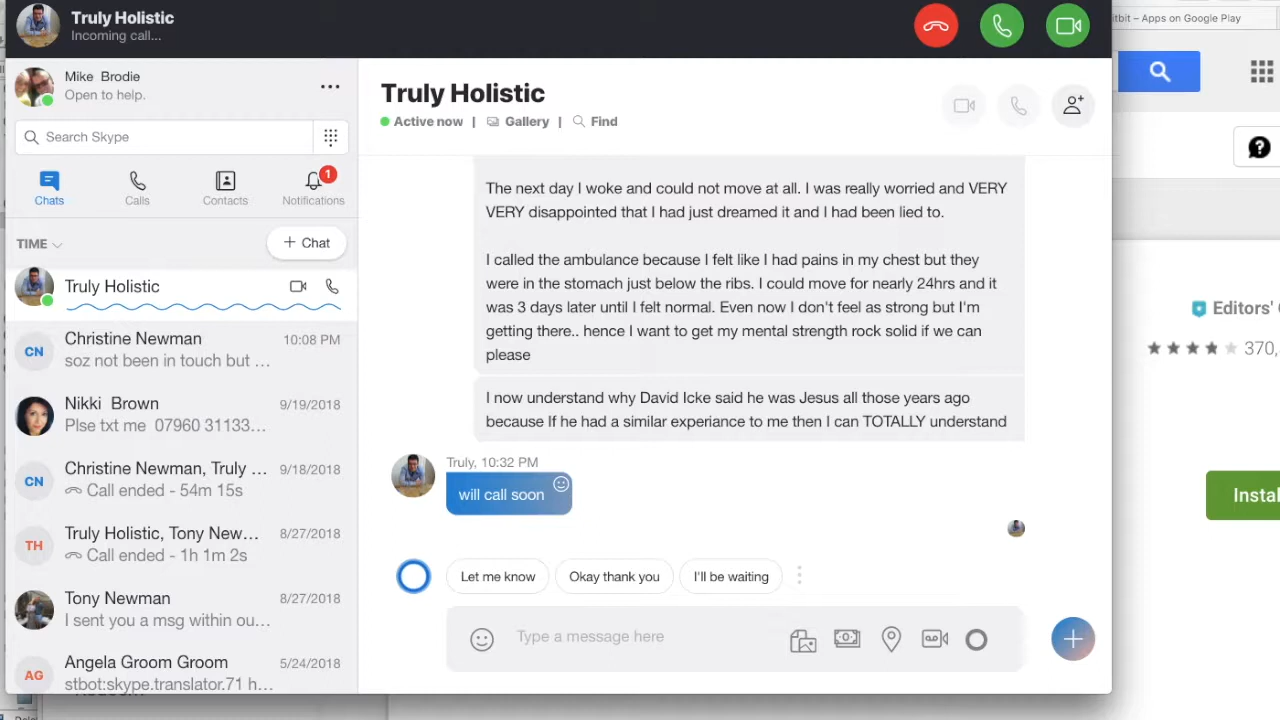 Truly Holistic
Incoming call...
itbit – Apps on Google Play
Mike Brodie
Open to help.
Search Skype
Chats
Calls
Contacts
1
Notifications
TIME
+ Chat
Truly Holistic
Christine Newman
10:08 PM
CN
soz not been in touch but ...
Nikki Brown
9/19/2018
Plse txt me 07960 31133...
Christine Newman, Truly ...
9/18/2018
CN
Call ended - 54m 15s
Truly Holistic, Tony New...
8/27/2018
TH
Call ended - 1h 1m 2s
Tony Newman
8/27/2018
I sent you a msg within ou...
Angela Groom Groom
5/24/2018
AG
stbot:skype.translator.71 h...
Truly Holistic
Active now | Gallery | Find
The next day I woke and could not move at all. I was really worried and VERY
VERY disappointed that I had just dreamed it and I had been lied to.
I called the ambulance because I felt like I had pains in my chest but they
were in the stomach just below the ribs. I could move for nearly 24hrs and it
was 3 days later until I felt normal. Even now I don't feel as strong but I'm
getting there.. hence I want to get my mental strength rock solid if we can
please
I now understand why David Icke said he was Jesus all those years ago
because If he had a similar experiance to me then I can TOTALLY understand
Truly, 10:32 PM
will call soon
Let me know
Okay thank you
I'll be waiting
Type a message here
Editors'
370,
Instal